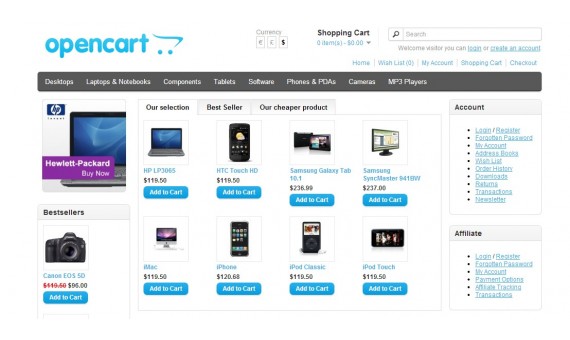 opencart
Currency
€ £ $
Shopping Cart
0 item(s) - $0.00
Search
Welcome visitor you can login or create an account.
Home Wish List (0) My Account Shopping Cart Checkout
Desktops Laptops & Notebooks Components Tablets Software Phones & PDAs Cameras MP3 Players
hp
invent
Hewlett-Packard
Buy Now
Bestsellers
Canon EOS 5D
$119.50 $96.00
Add to Cart
Our selection Best Seller Our cheaper product
HP LP3065
$119.50
Add to Cart
HTC Touch HD
$119.50
Add to Cart
Samsung Galaxy Tab
10.1
$236.99
Add to Cart
Samsung
SyncMaster 941BW
$237.00
Add to Cart
iMac
$119.50
Add to Cart
iPhone
$120.68
Add to Cart
iPod Classic
$119.50
Add to Cart
iPod Touch
$119.50
Add to Cart
Account
Login / Register
Forgotten Password
My Account
Address Books
Wish List
Order History
Downloads
Returns
Transactions
Newsletter
Affiliate
Login / Register
Forgotten Password
My Account
Payment Options
Affiliate Tracking
Transactions